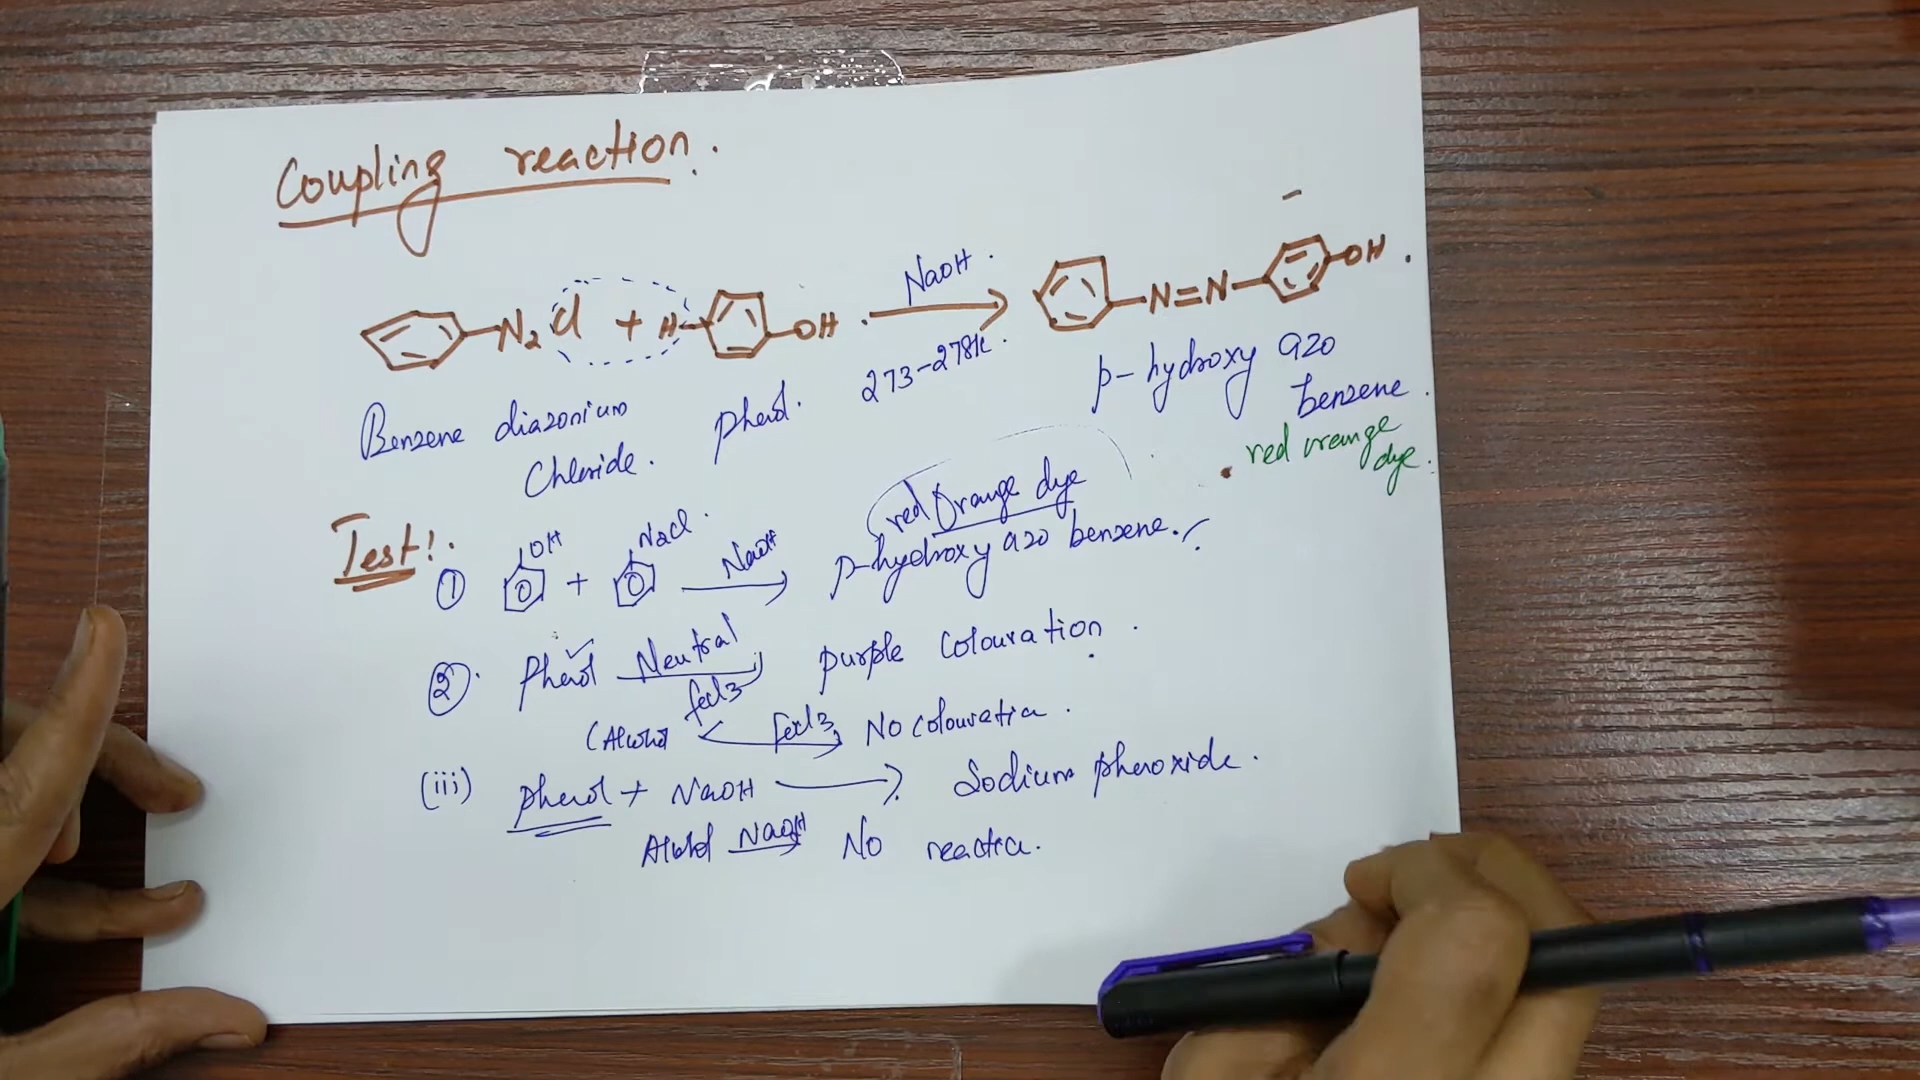 Coupling reaction.
N2Cl + H-OH. NaOH. 273-278K. N=N-OH.
Benzene diazonium Chloride. phenol. p-hydroxy azo benzene.
red orange dye.
Test!.
red Orange dye
① OH + N2Cl. NaOH p-hydroxy azo benzene.
②. Phenol Neutral fecl3 purple Colouration.
(Alcohol fecl3 No Colouration.
(iii) phenol + NaOH Sodium phenoxide.
Alcohol NaOH No reaction.